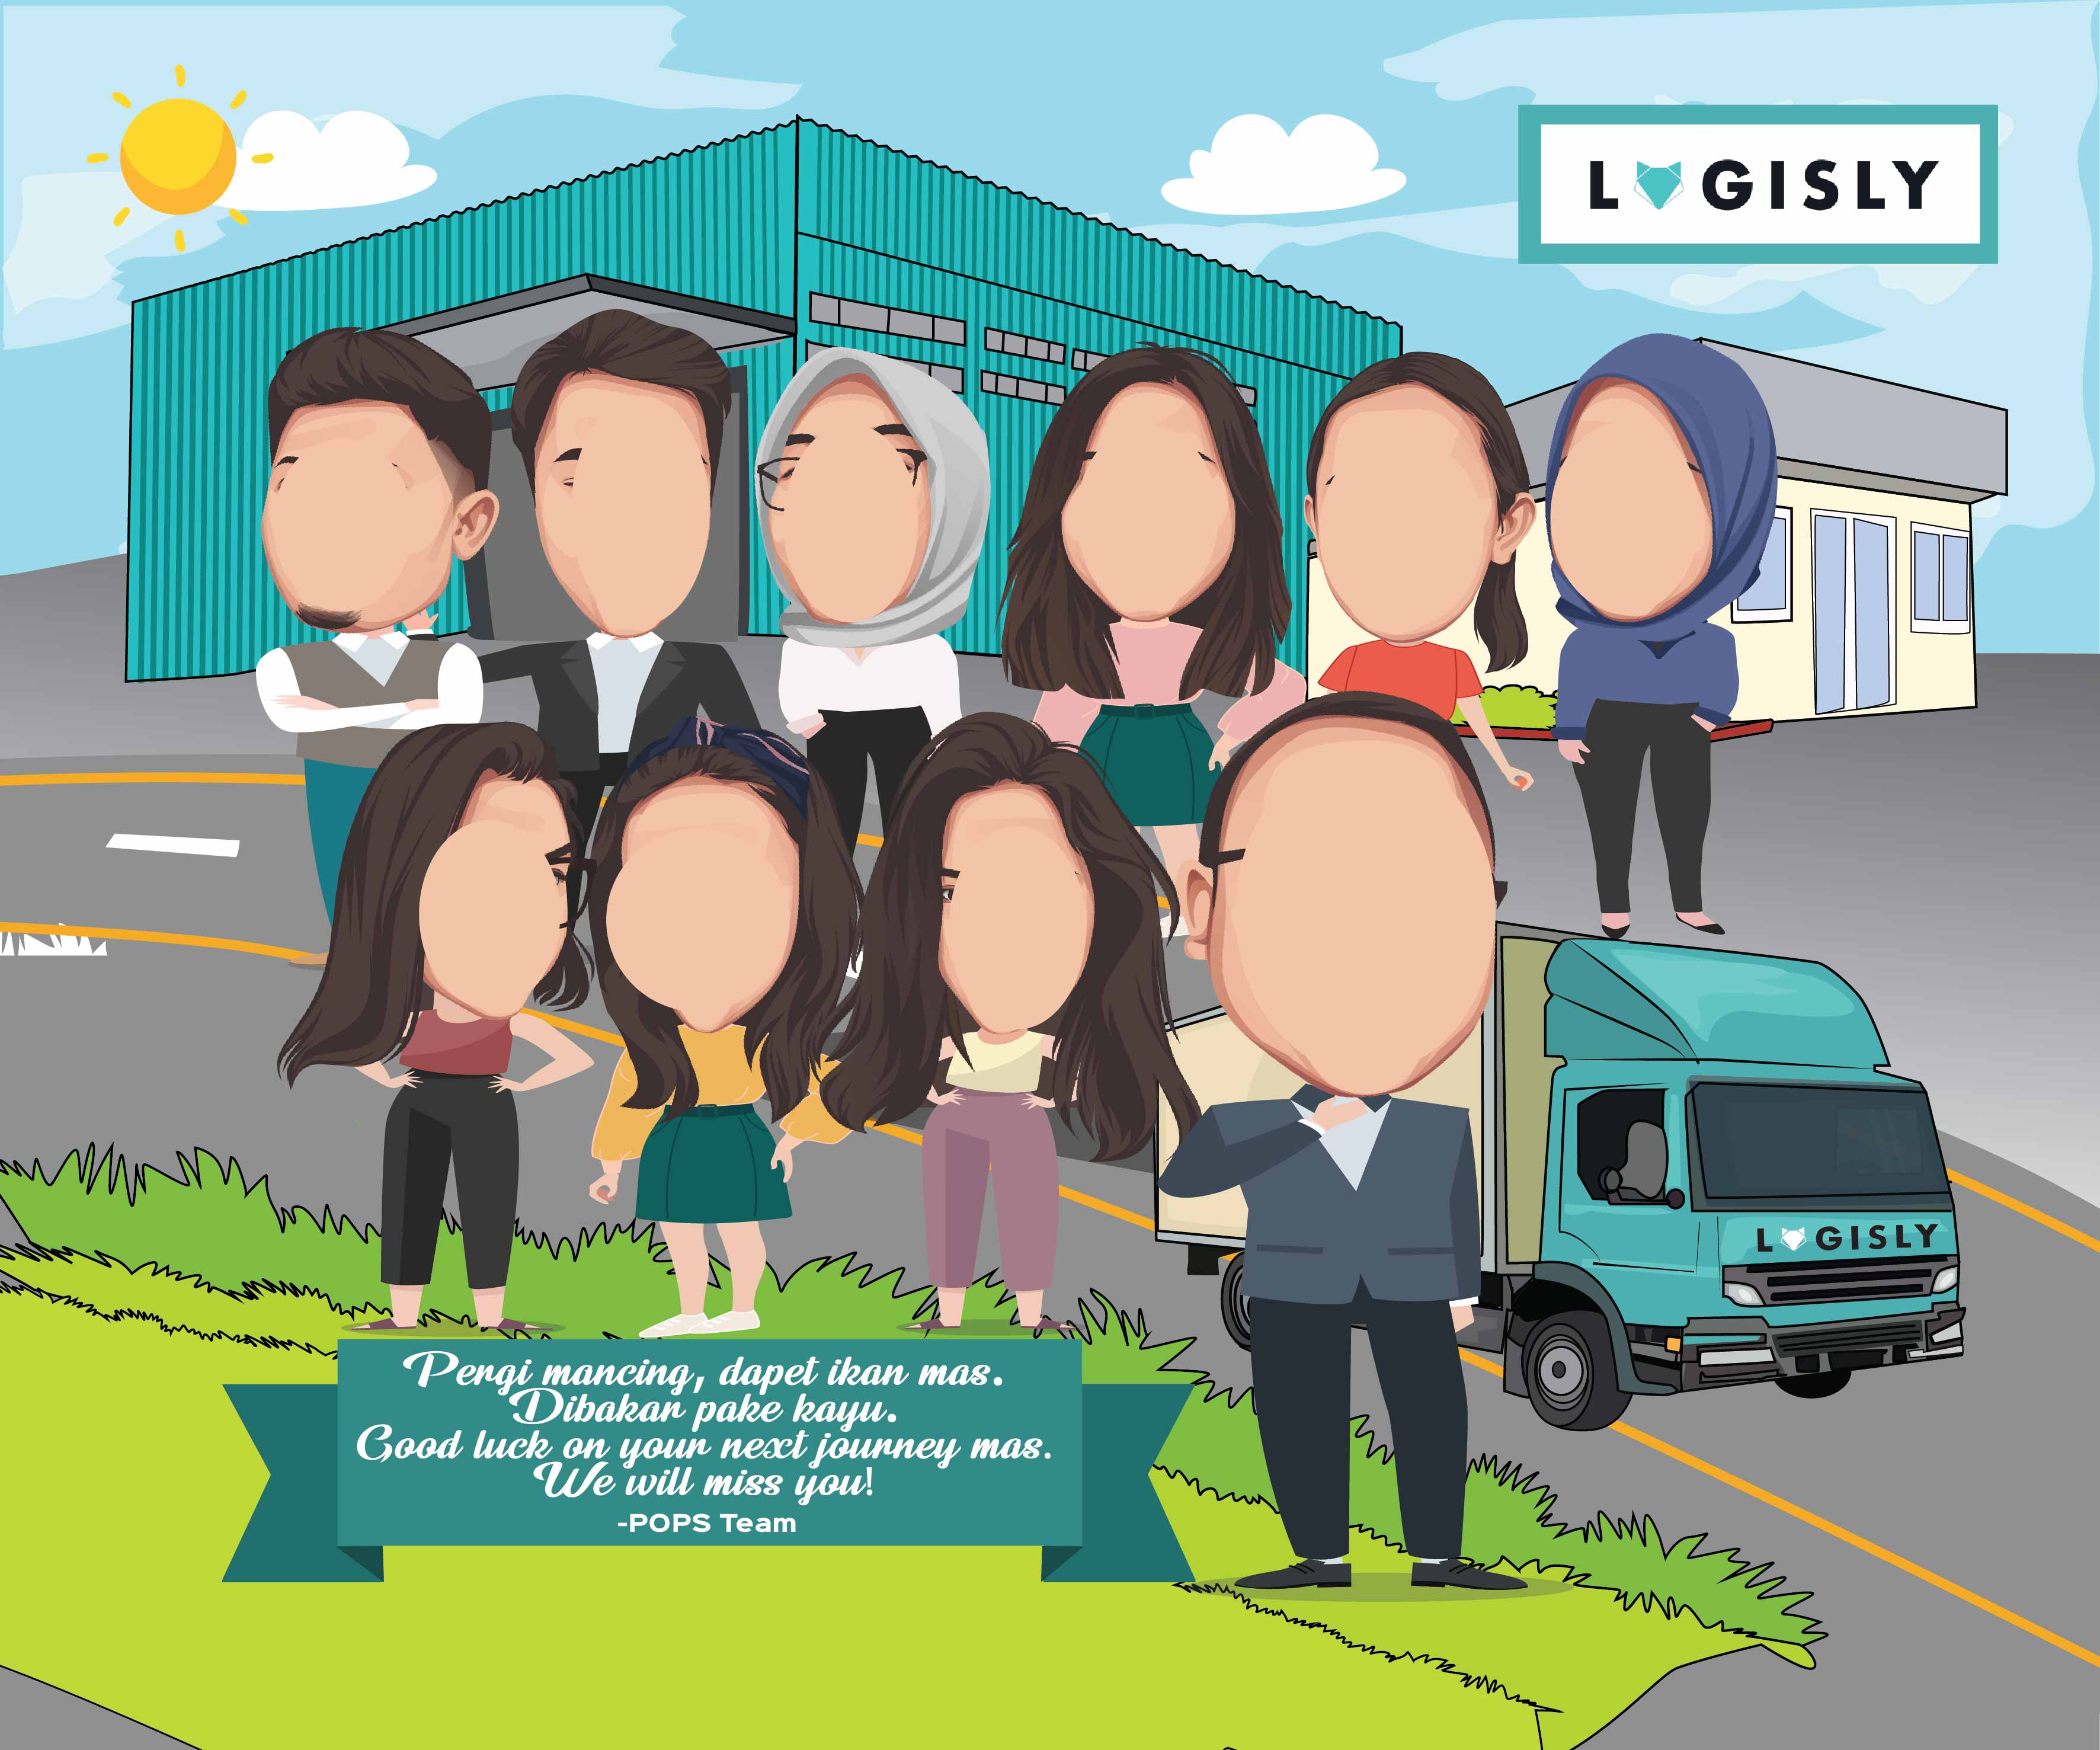 LOGISLY
LOGISLY
Pergi mancing, dapet ikan mas.
Dibakar pake kayu.
Good luck on your next journey mas.
We will miss you!
-POPS Team